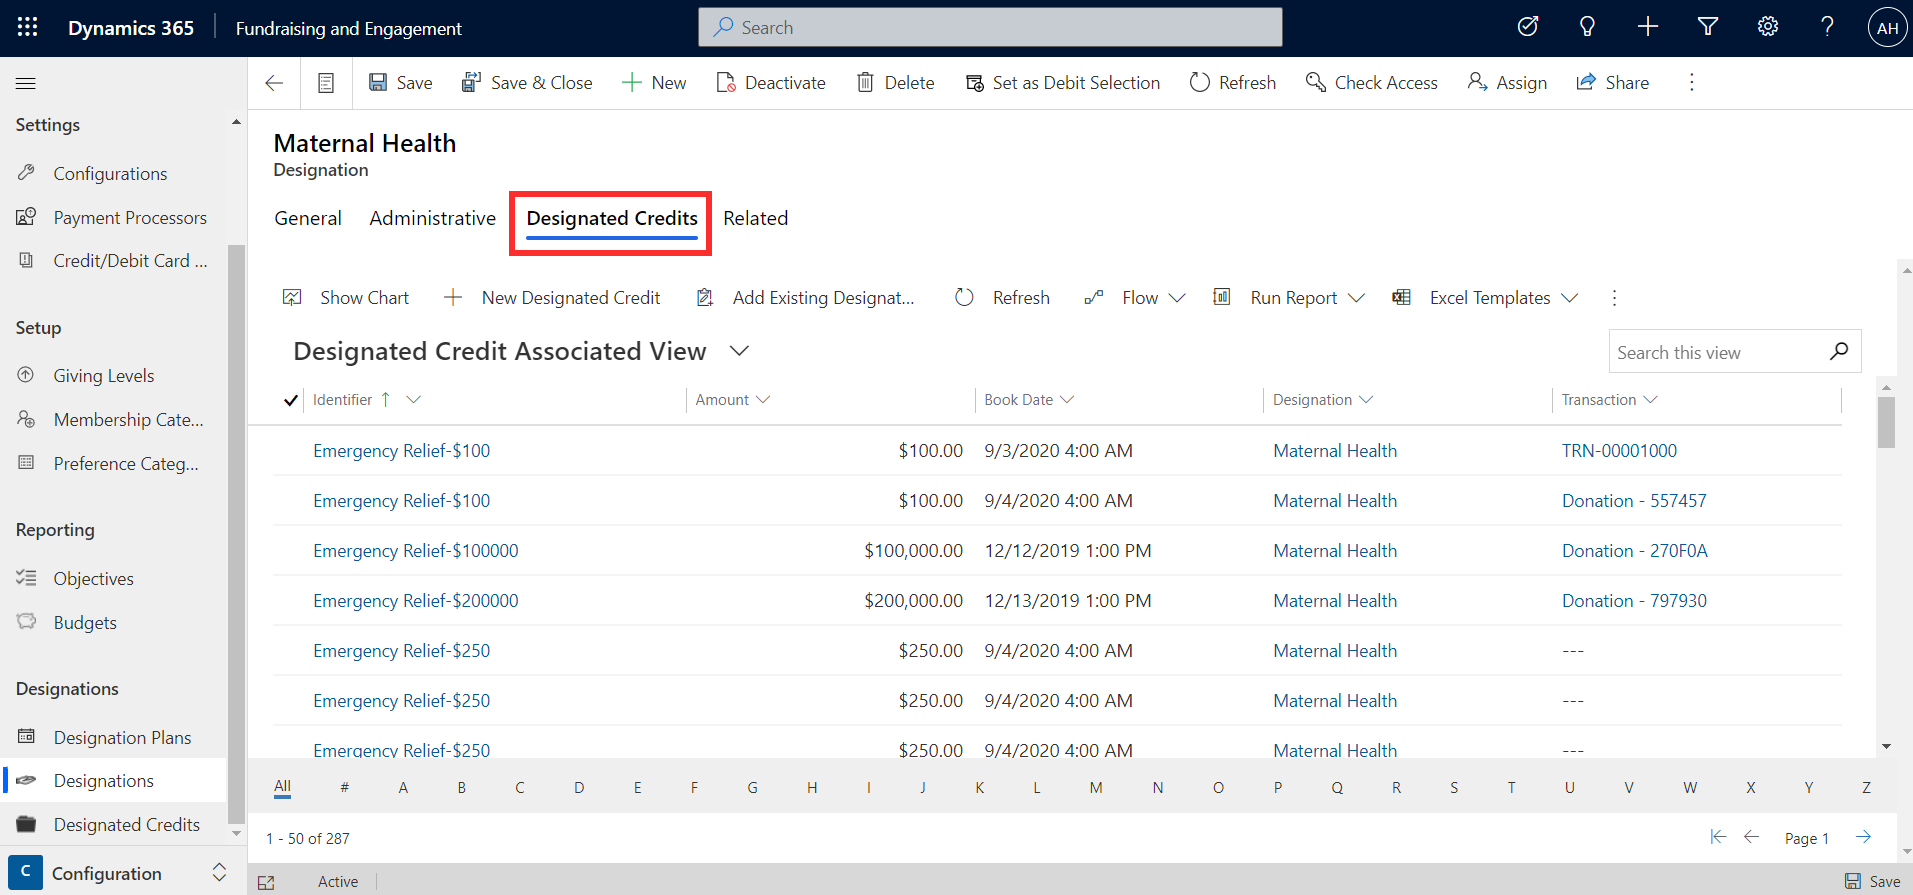 Dynamics 365 Fundraising and Engagement Search ? AH
Save Save & Close New Deactivate Delete Set as Debit Selection Refresh Check Access Assign Share
Settings
Configurations
Payment Processors
Credit/Debit Card ...
Setup
Giving Levels
Membership Cate...
Preference Categ...
Reporting
Objectives
Budgets
Designations
Designation Plans
Designations
Designated Credits
C Configuration
Maternal Health
Designation
General Administrative Designated Credits Related
Show Chart New Designated Credit Add Existing Designat... Refresh Flow Run Report Excel Templates
Designated Credit Associated View Search this view
Identifier Amount Book Date Designation Transaction
Emergency Relief-$100 $100.00 9/3/2020 4:00 AM Maternal Health TRN-00001000
Emergency Relief-$100 $100.00 9/4/2020 4:00 AM Maternal Health Donation - 557457
Emergency Relief-$100000 $100,000.00 12/12/2019 1:00 PM Maternal Health Donation - 270F0A
Emergency Relief-$200000 $200,000.00 12/13/2019 1:00 PM Maternal Health Donation - 797930
Emergency Relief-$250 $250.00 9/4/2020 4:00 AM Maternal Health ---
Emergency Relief-$250 $250.00 9/4/2020 4:00 AM Maternal Health ---
Emergency Relief-$250 $250.00 9/4/2020 4:00 AM Maternal Health ---
All # A B C D E F G H I J K L M N O P Q R S T U V W X Y Z
1 - 50 of 287 Page 1
Active Save